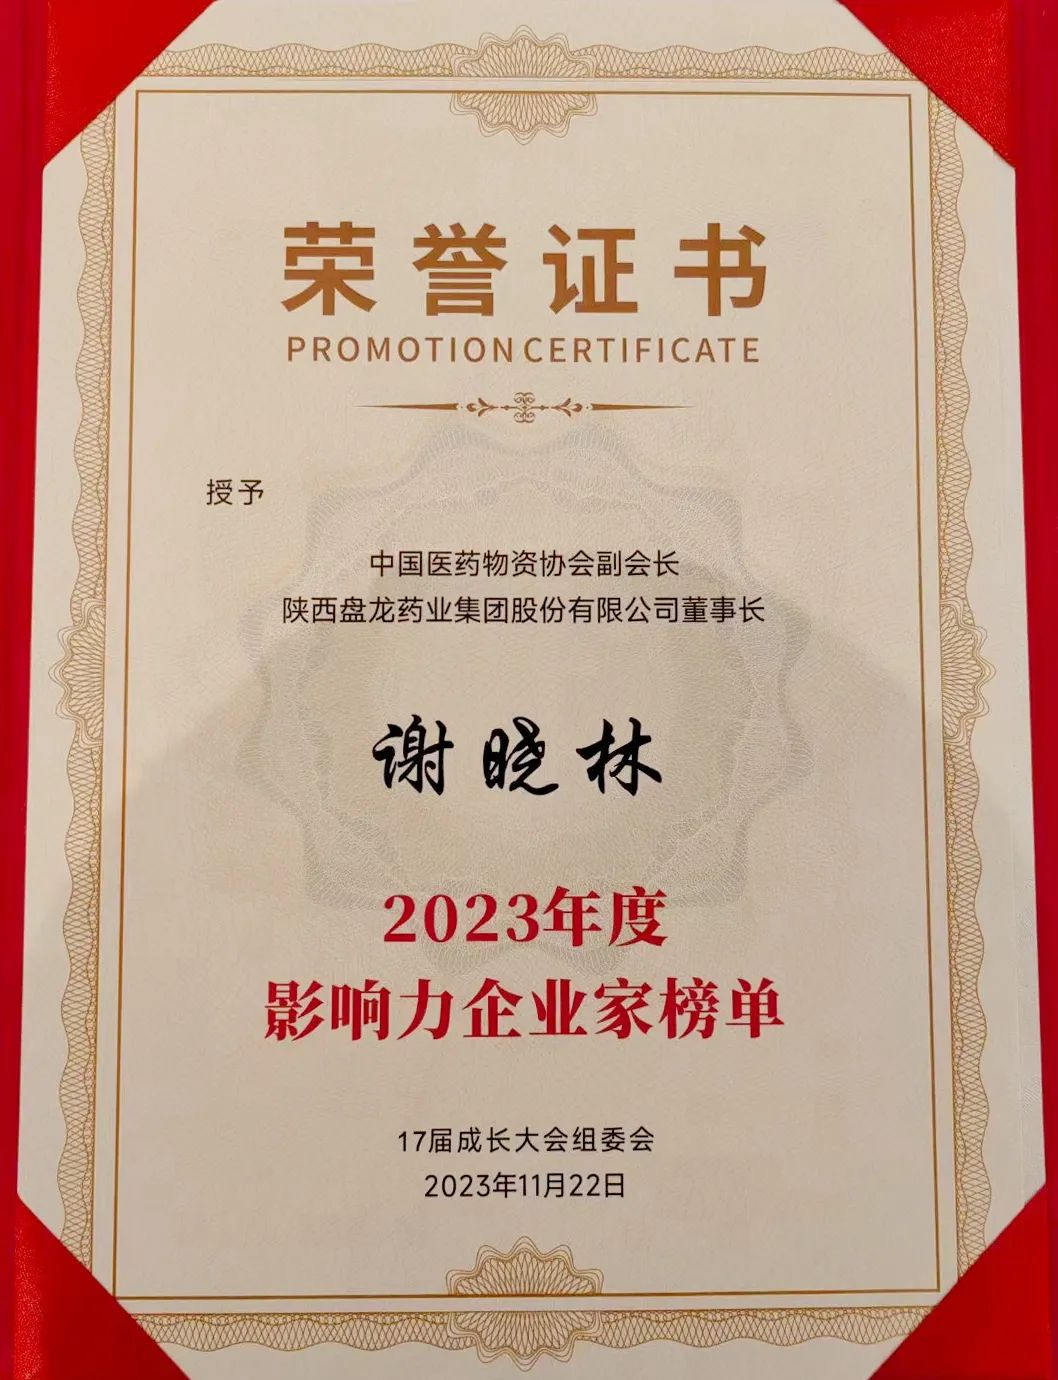 荣誉证书
PROMOTION CERTIFICATE
授予
中国医药物资协会副会长
陕西盘龙药业集团股份有限公司董事长
谢晓林
2023年度
影响力企业家榜单
17届成长大会组委会
2023年11月22日